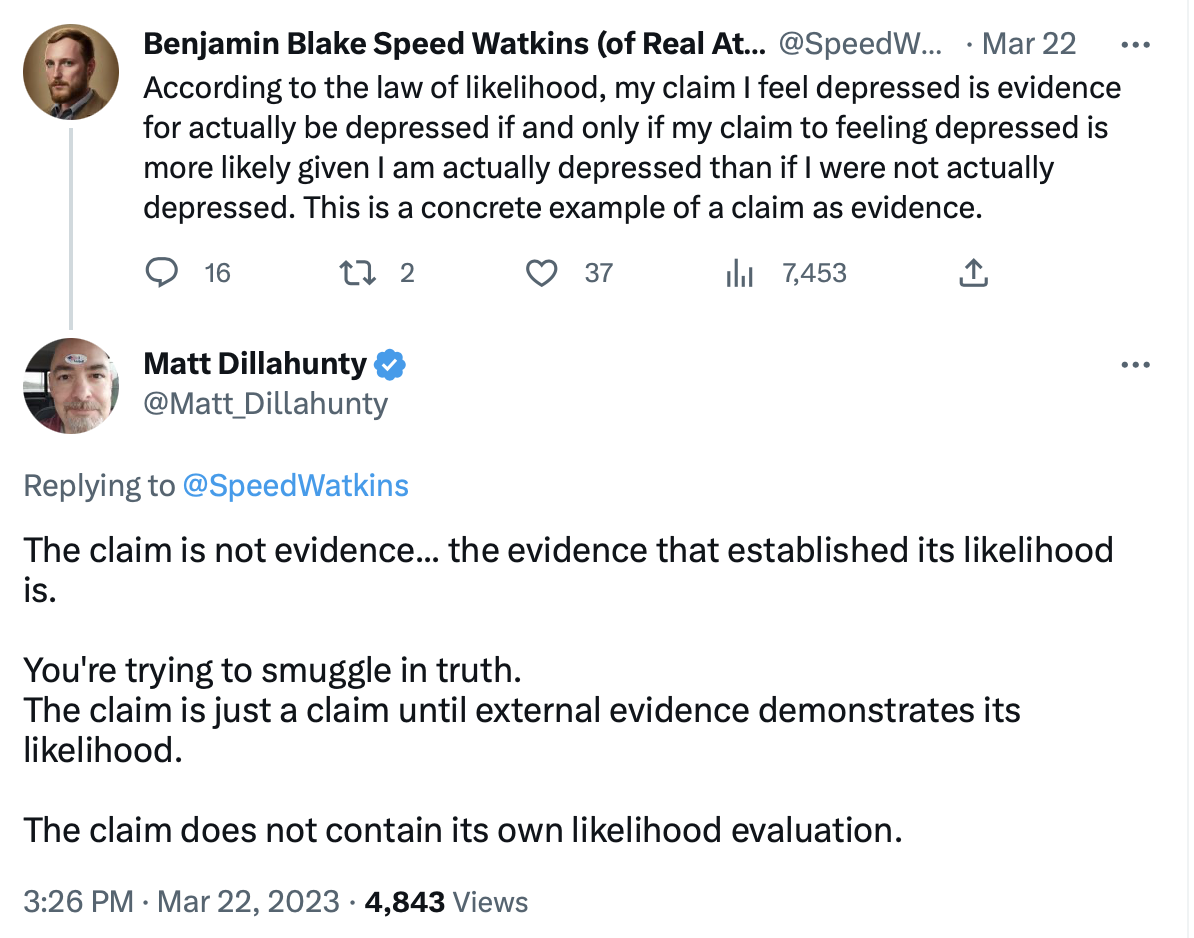 Benjamin Blake Speed Watkins (of Real At... @SpeedW... · Mar 22
According to the law of likelihood, my claim I feel depressed is evidence
for actually be depressed if and only if my claim to feeling depressed is
more likely given I am actually depressed than if I were not actually
depressed. This is a concrete example of a claim as evidence.
16 2 37 7,453
Matt Dillahunty
@Matt_Dillahunty
Replying to @SpeedWatkins
The claim is not evidence... the evidence that established its likelihood
is.
You're trying to smuggle in truth.
The claim is just a claim until external evidence demonstrates its
likelihood.
The claim does not contain its own likelihood evaluation.
3:26 PM · Mar 22, 2023 · 4,843 Views